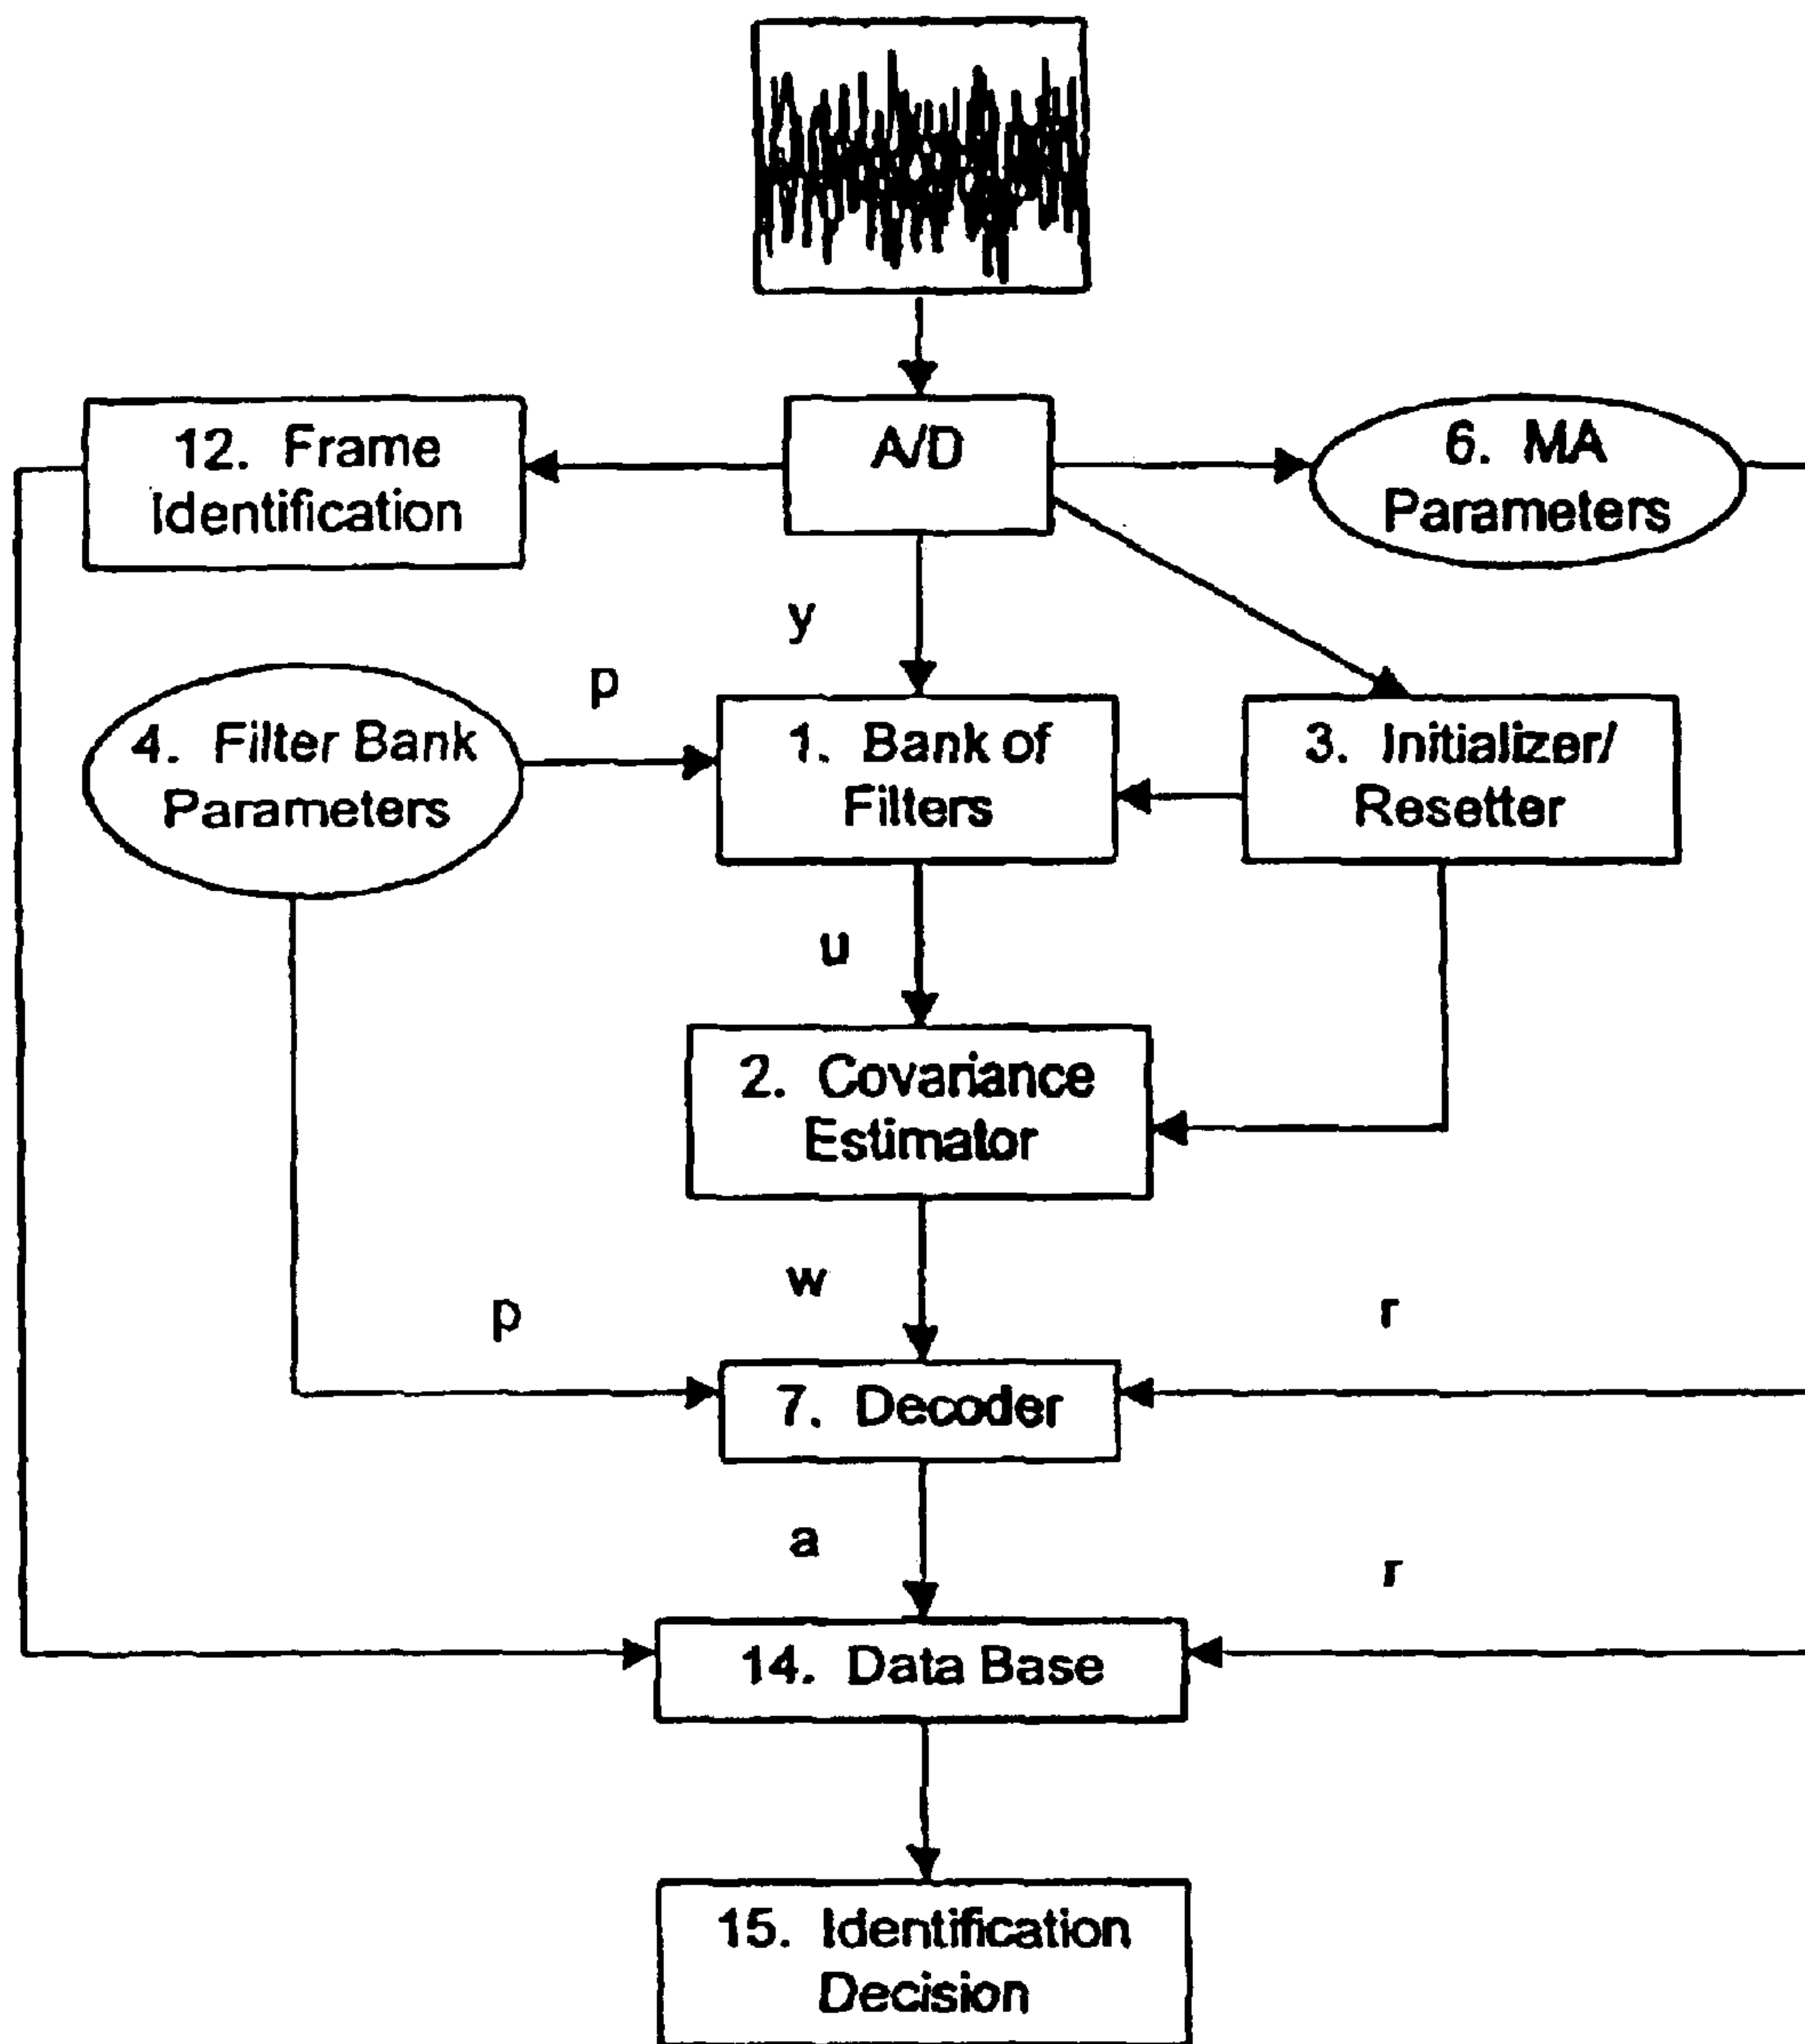 12. Frame
Identification
A/D
6. MA
Parameters
y
p
4. Filter Bank
Parameters
1. Bank of
Filters
3. Initializer/
Resetter
u
2. Covariance
Estimator
w
p
r
7. Decoder
a
r
14. Data Base
15. Identification
Decision